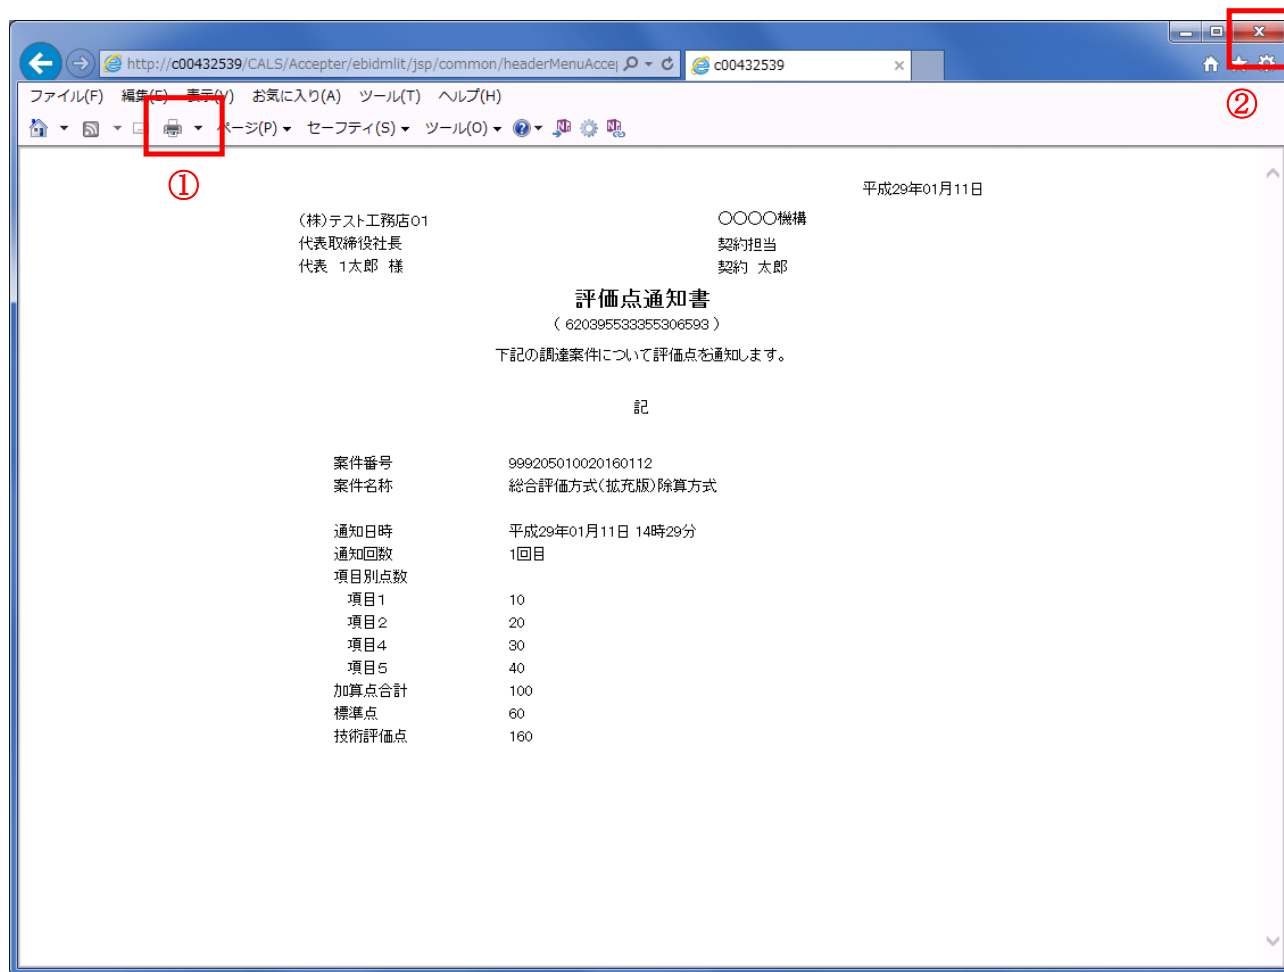 http://c00432539/CALS/Accepter/ebidmlit/jsp/common/headerMenuAccep
c00432539
ファイル(F) 編集(E) 表示(V) お気に入り(A) ツール(T) ヘルプ(H)
ページ(P) セーフティ(S) ツール(O)
①
②
平成29年01月11日
(株)テスト工務店01
〇〇〇〇機構
代表取締役社長
契約担当
代表 1太郎 様
契約 太郎
評価点通知書
( 620395533355306593 )
下記の調達案件について評価点を通知します。
記
案件番号 999205010020160112
案件名称 総合評価方式(拡充版)除算方式
通知日時 平成29年01月11日 14時29分
通知回数 1回目
項目別点数
項目1 10
項目2 20
項目4 30
項目5 40
加算点合計 100
標準点 60
技術評価点 160